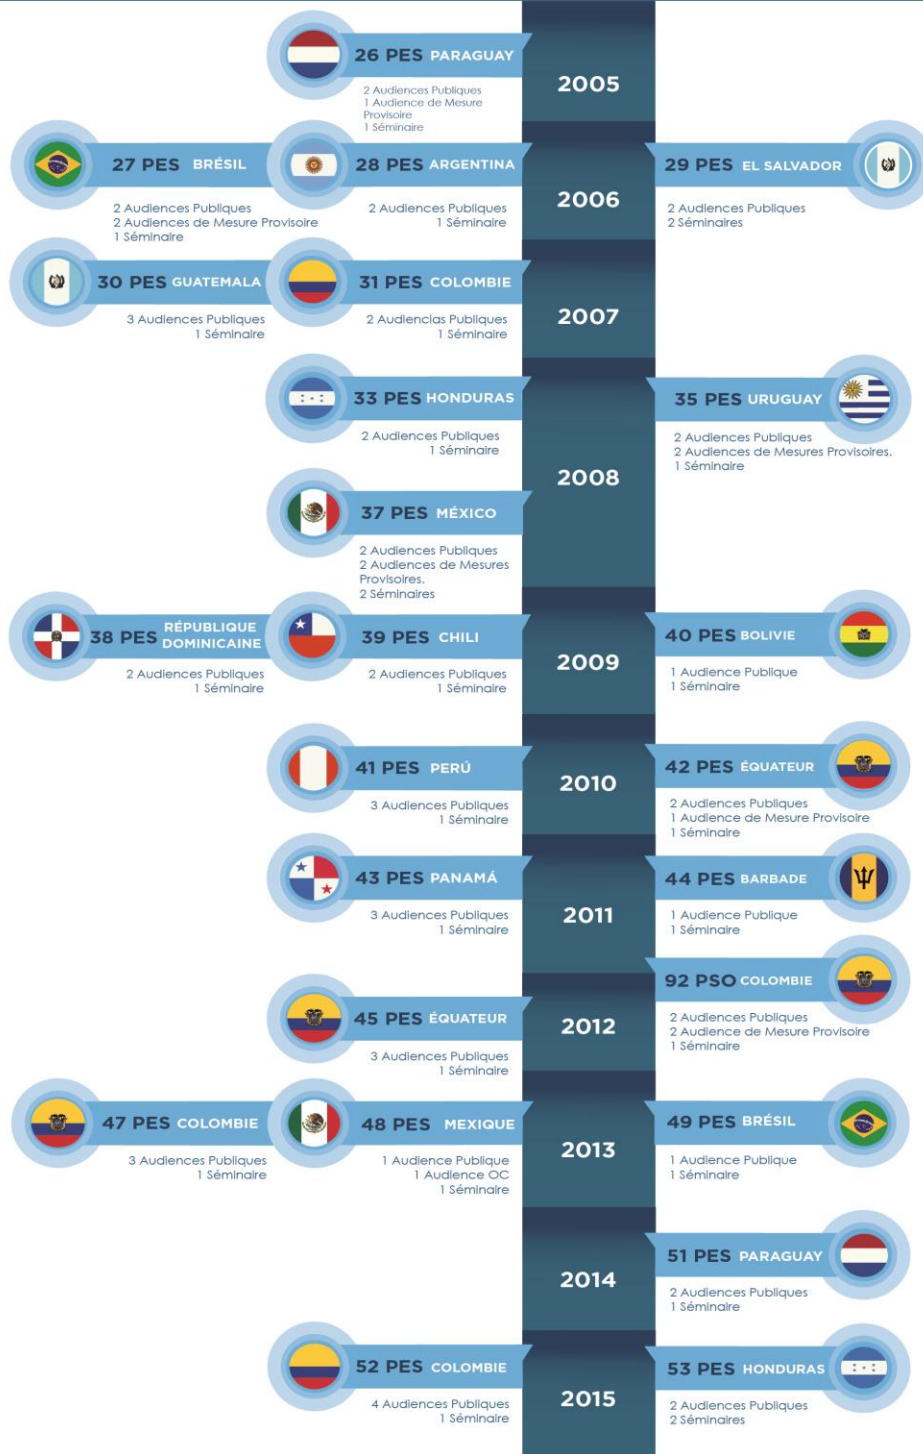 26 PES PARAGUAY
2 Audiences Publiques
1 Audience de Mesure
Provisoire
1 Séminaire
2005
27 PES BRÉSIL
2 Audiences Publiques
2 Audiences de Mesure Provisoire
1 Séminaire
28 PES ARGENTINA
2 Audiences Publiques
1 Séminaire
2006
29 PES EL SALVADOR
2 Audiences Publiques
2 Séminaires
30 PES GUATEMALA
3 Audiences Publiques
1 Séminaire
31 PES COLOMBIE
2 Audiencias Publiques
1 Séminaire
2007
33 PES HONDURAS
2 Audiences Publiques
1 Séminaire
35 PES URUGUAY
2 Audiences Publiques
2 Audiences de Mesures Provisoires.
1 Séminaire
2008
37 PES MÉXICO
2 Audiences Publiques
2 Audiences de Mesures
Provisoires.
2 Séminaires
38 PES RÉPUBLIQUE
DOMINICAINE
2 Audiences Publiques
1 Séminaire
39 PES CHILI
2 Audiences Publiques
1 Séminaire
2009
40 PES BOLIVIE
1 Audience Publique
1 Séminaire
41 PES PERÚ
3 Audiences Publiques
1 Séminaire
2010
42 PES ÉQUATEUR
2 Audiences Publiques
1 Audience de Mesure Provisoire
1 Séminaire
43 PES PANAMÁ
3 Audiences Publiques
1 Séminaire
2011
44 PES BARBADE
1 Audience Publique
1 Séminaire
92 PSO COLOMBIE
2 Audiences Publiques
2 Audience de Mesure Provisoire
1 Séminaire
45 PES ÉQUATEUR
3 Audiences Publiques
1 Séminaire
2012
47 PES COLOMBIE
3 Audiences Publiques
1 Séminaire
48 PES MEXIQUE
1 Audience Publique
1 Audience OC
1 Séminaire
2013
49 PES BRÉSIL
1 Audience Publique
1 Séminaire
2014
51 PES PARAGUAY
2 Audiences Publiques
1 Séminaire
52 PES COLOMBIE
4 Audiences Publiques
1 Séminaire
2015
53 PES HONDURAS
2 Audiences Publiques
2 Séminaires